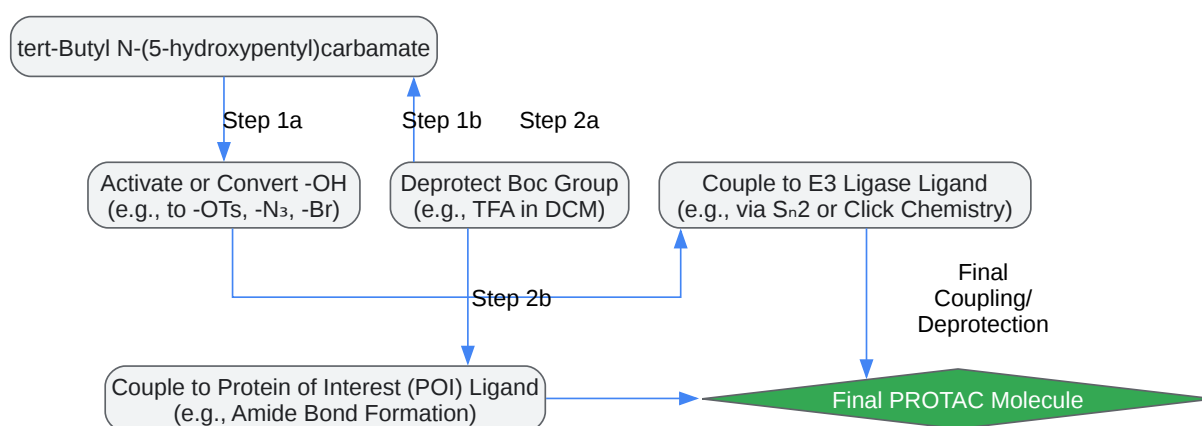 tert-Butyl N-(5-hydroxypentyl)carbamate
Step 1a
Step 1b
Step 2a
Activate or Convert -OH
(e.g., to -OTs, -N₃, -Br)
Deprotect Boc Group
(e.g., TFA in DCM)
Couple to E3 Ligase Ligand
(e.g., via Sₙ2 or Click Chemistry)
Step 2b
Final
Coupling/
Deprotection
Couple to Protein of Interest (POI) Ligand
(e.g., Amide Bond Formation)
Final PROTAC Molecule